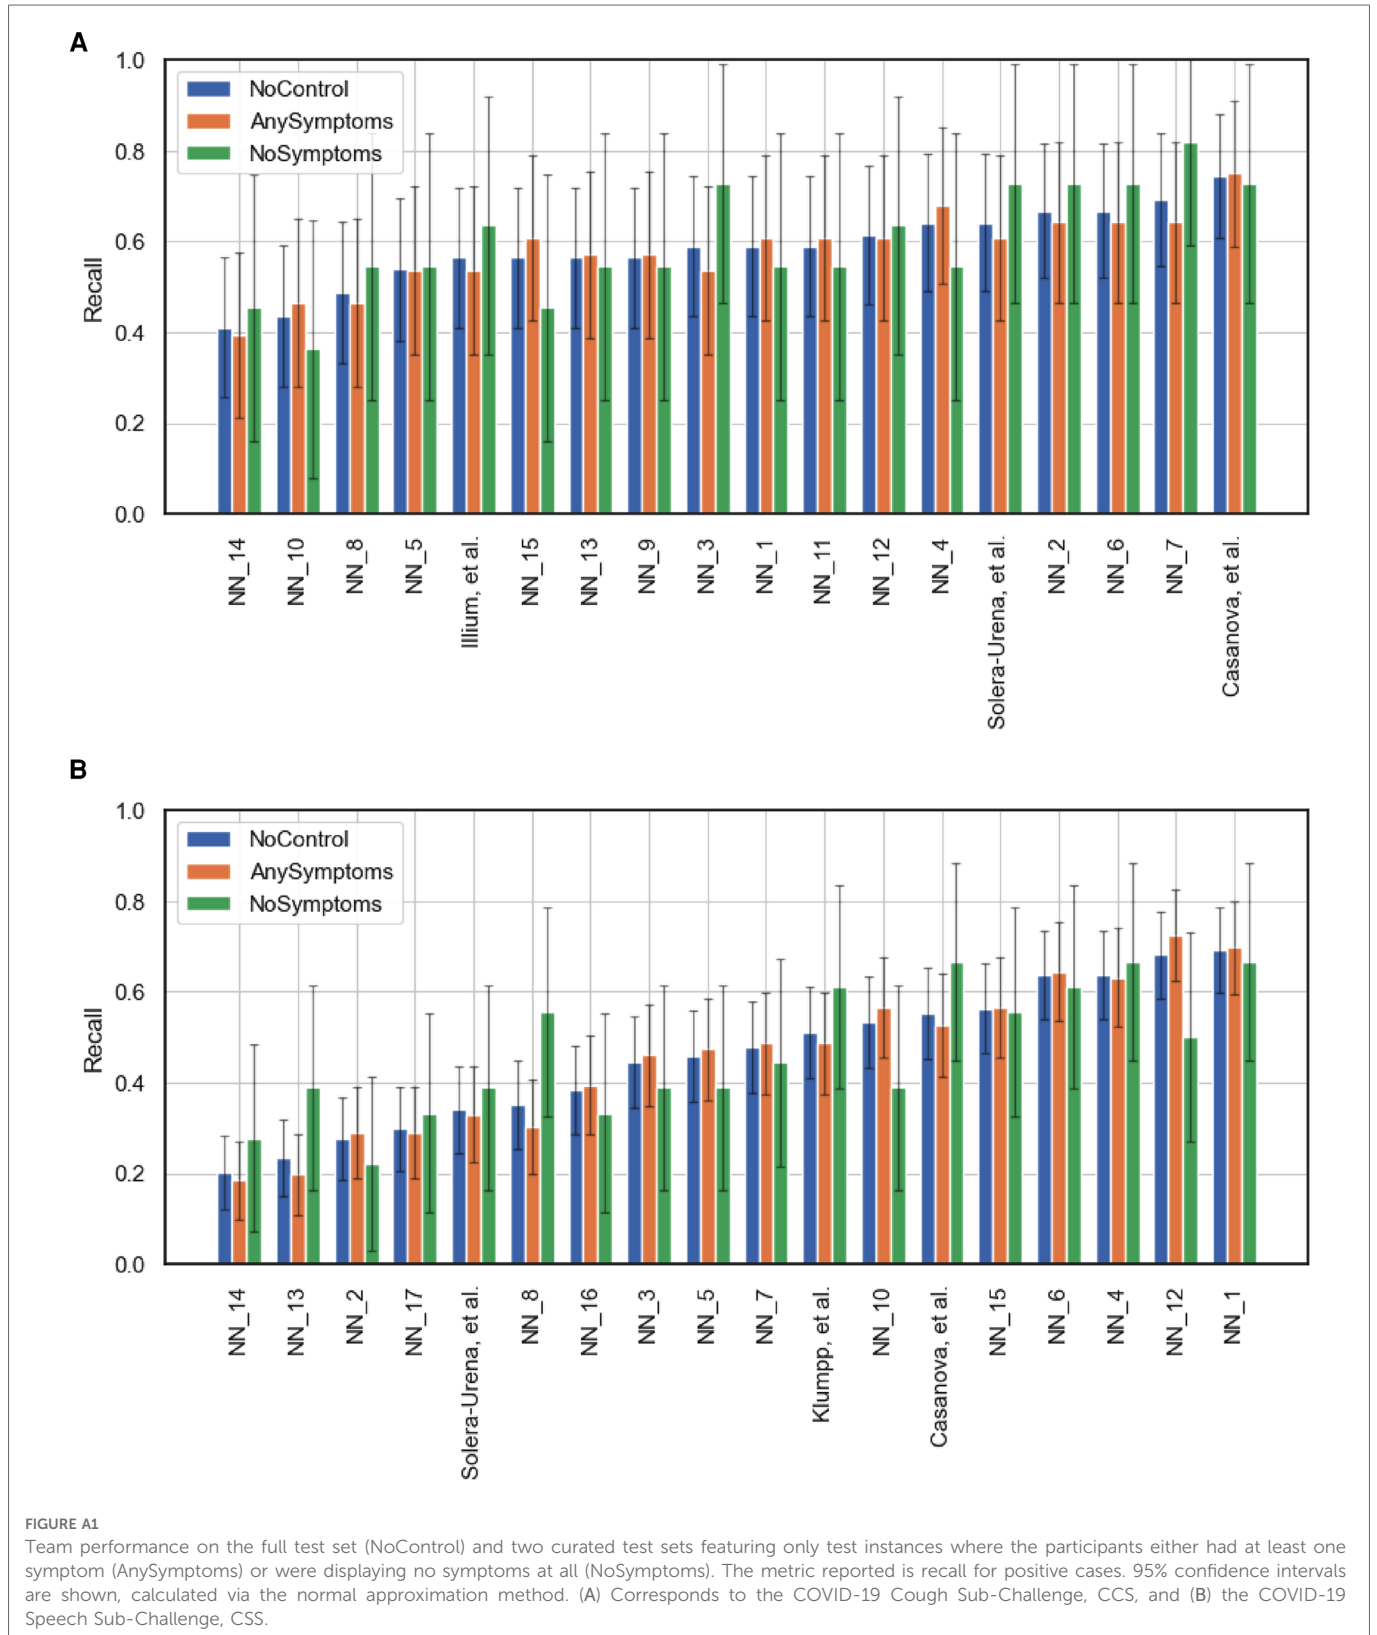 A
1.0
0.8
0.6
0.4
0.2
0.0
Recall
NoControl
AnySymptoms
NoSymptoms
NN_14
NN_10
NN_8
NN_5
Illium, et al.
NN_15
NN_13
NN_9
NN_3
NN_1
NN_11
NN_12
NN_4
Solera-Urena, et al.
NN_2
NN_6
NN_7
Casanova, et al.
B
1.0
0.8
0.6
0.4
0.2
0.0
Recall
NoControl
AnySymptoms
NoSymptoms
NN_14
NN_13
NN_2
NN_17
Solera-Urena, et al.
NN_8
NN_16
NN_3
NN_5
NN_7
Klumpp, et al.
NN_10
Casanova, et al.
NN_15
NN_6
NN_4
NN_12
NN_1
FIGURE A1
Team performance on the full test set (NoControl) and two curated test sets featuring only test instances where the participants either had at least one
symptom (AnySymptoms) or were displaying no symptoms at all (NoSymptoms). The metric reported is recall for positive cases. 95% confidence intervals
are shown, calculated via the normal approximation method. (A) Corresponds to the COVID-19 Cough Sub-Challenge, CCS, and (B) the COVID-19
Speech Sub-Challenge, CSS.